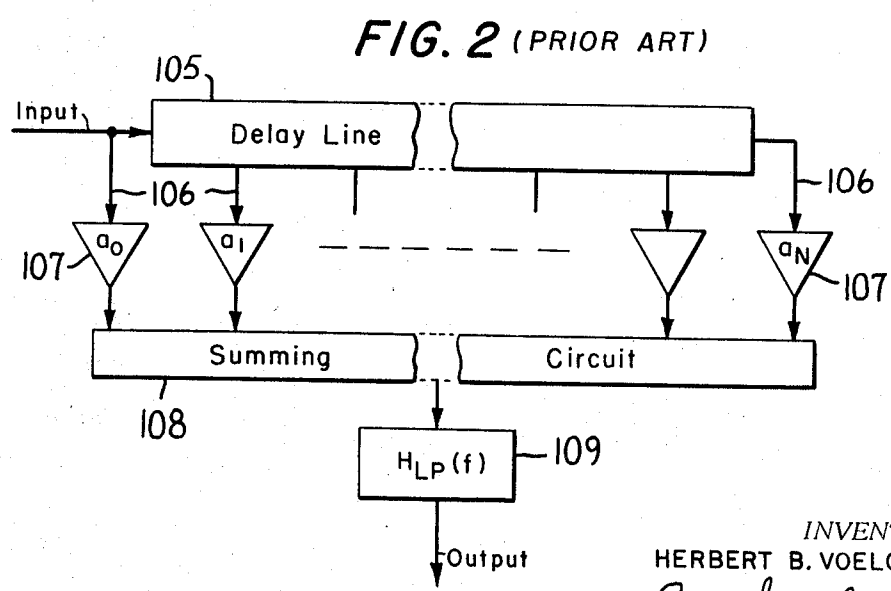 FIG. 2 (PRIOR ART)
105
Input
Delay Line
106
106
a0
a1
aN
107
107
Summing Circuit
108
HLP(f)
109
Output
HERBERT B.